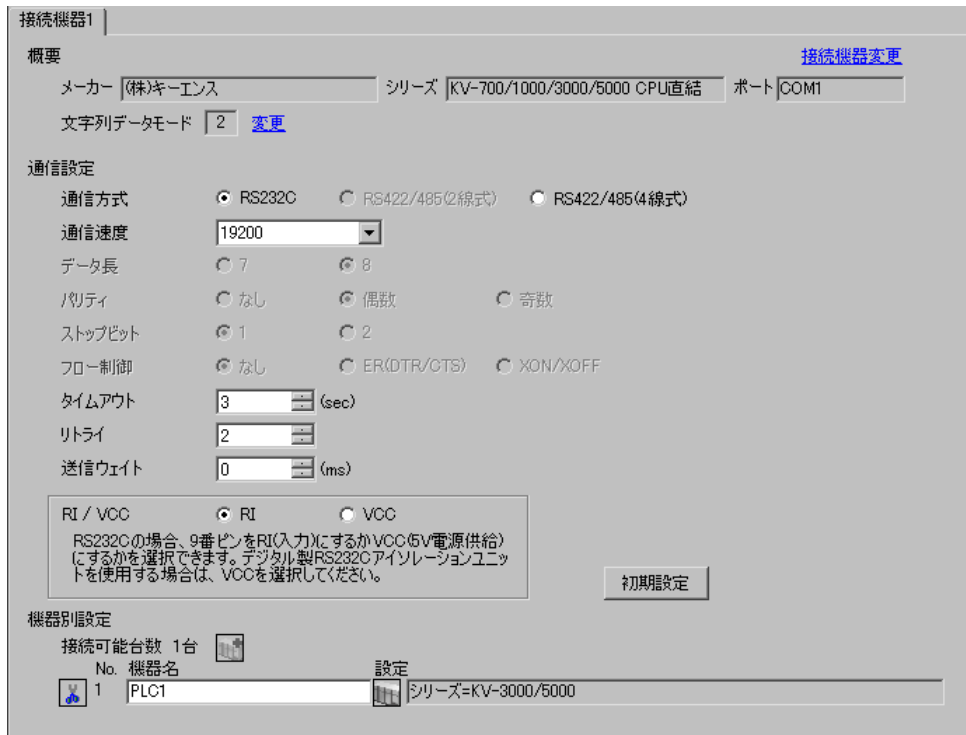 接続機器1
概要 接続機器変更
メーカー (株)キーエンス シリーズ KV-700/1000/3000/5000 CPU直結 ポート COM1
文字列データモード 2 変更
通信設定
通信方式 RS232C RS422/485(2線式) RS422/485(4線式)
通信速度 19200
データ長 7 8
パリティ なし 偶数 奇数
ストップビット 1 2
フロー制御 なし ER(DTR/CTS) XON/XOFF
タイムアウト 3 (sec)
リトライ 2
送信ウェイト 0 (ms)
RI / VCC RI VCC
RS232Cの場合、9番ピンをRI(入力)にするかVCC(5V電源供給)
にするかを選択できます。デジタル製RS232Cアイソレーションユニッ
トを使用する場合は、VCCを選択してください。
初期設定
機器別設定
接続可能台数 1台
No. 機器名 設定
1 PLC1 シリーズ=KV-3000/5000